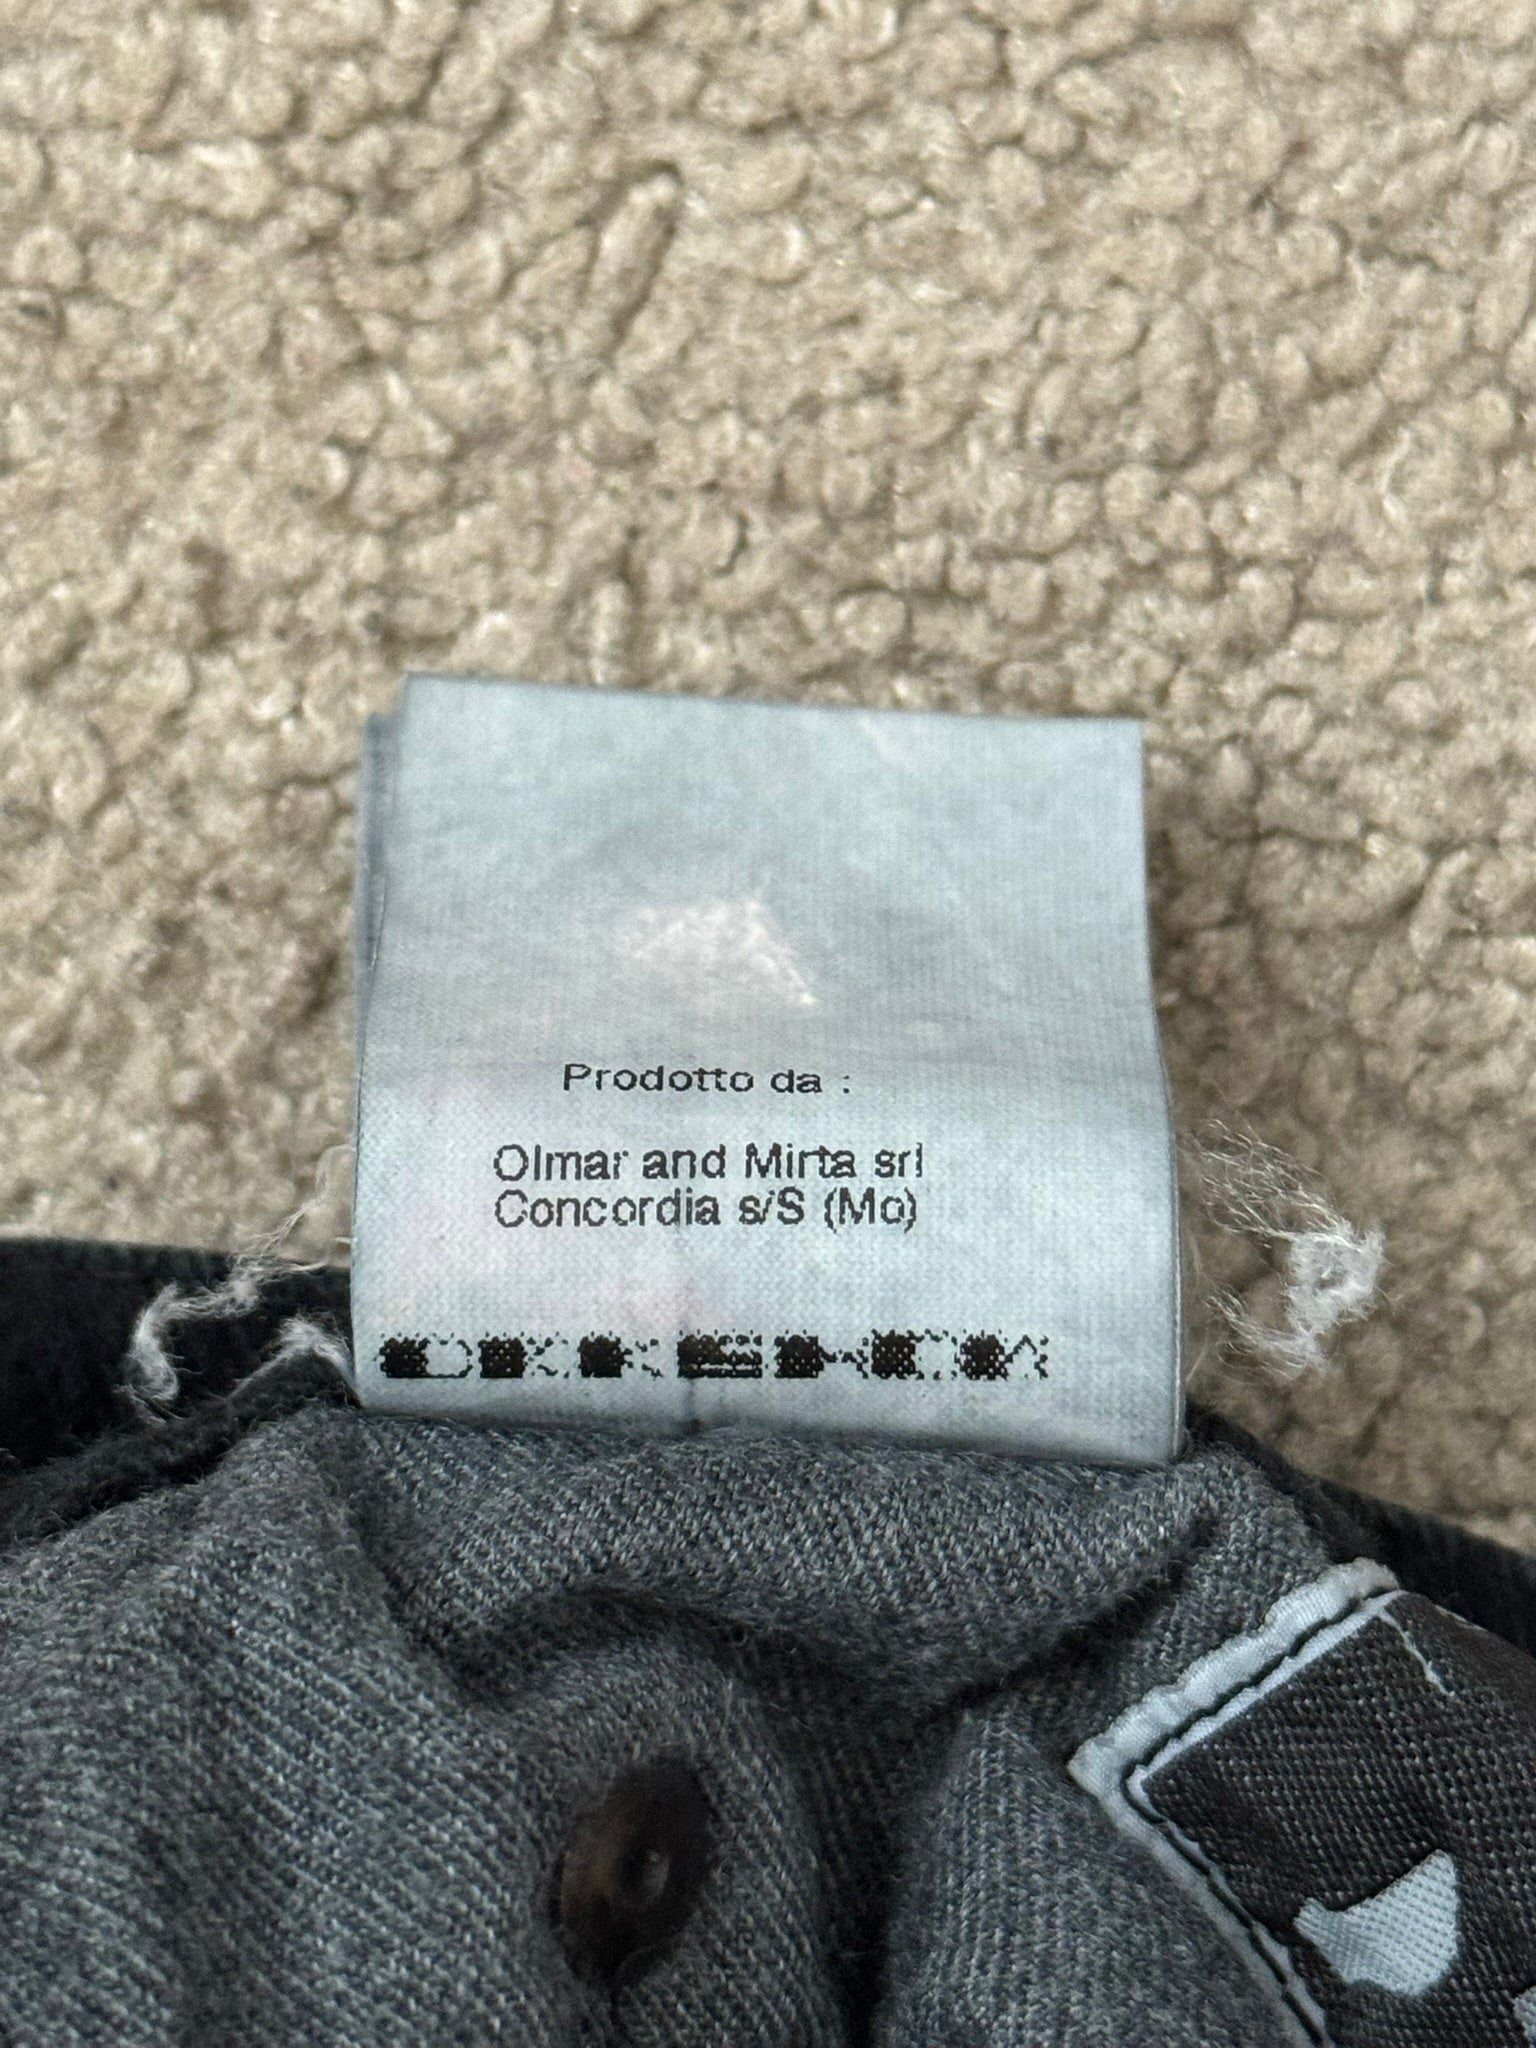 Prodotto da :
Olmar and Mirta srl
Concordia s/S (Mo)